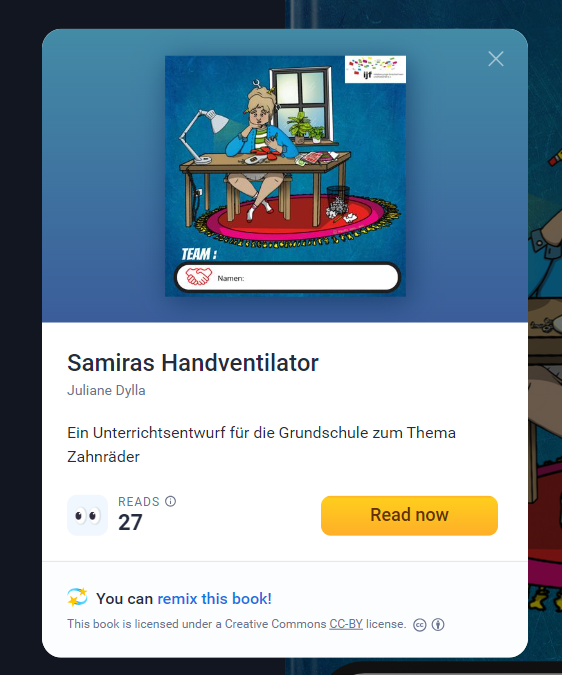 ijf
TEAM :
Namen:
Samiras Handventilator
Juliane Dylla
Ein Unterrichtsentwurf für die Grundschule zum Thema
Zahnräder
READS
27
Read now
You can remix this book!
This book is licensed under a Creative Commons CC-BY license.